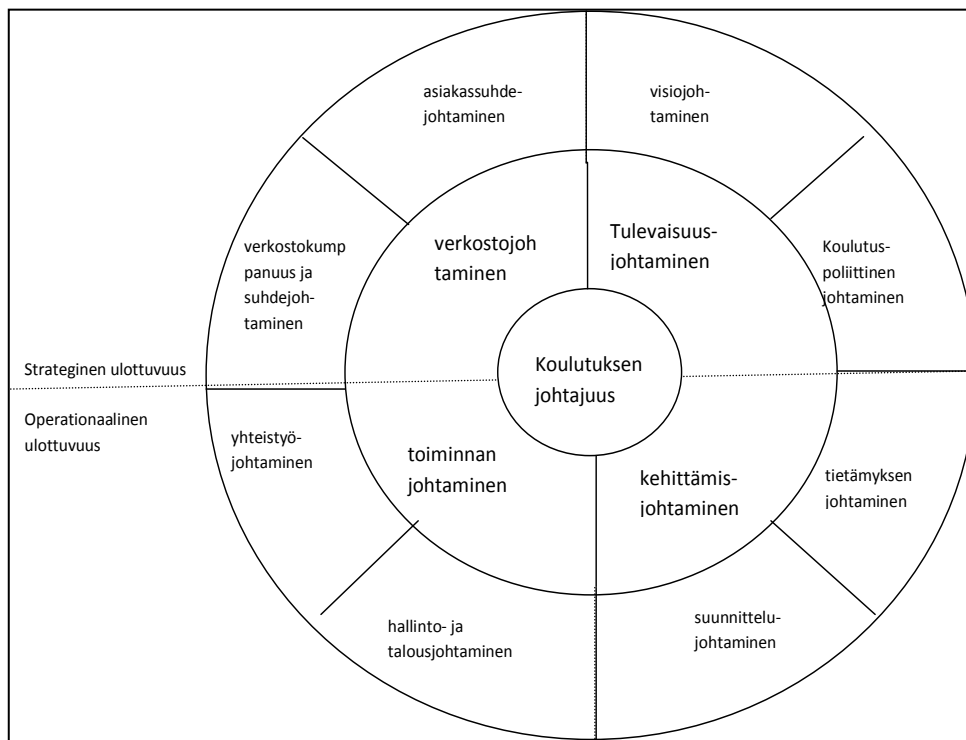 asiakassuhde-
johtaminen
visiojoh-
taminen
verkostokump
panuus ja
suhdejoh-
taminen
verkostojoh
taminen
Tulevaisuus-
johtaminen
Koulutus-
poliittinen
johtaminen
Strateginen ulottuvuus
Koulutuksen
johtajuus
Operationaalinen
ulottuvuus
yhteistyö-
johtaminen
toiminnan
johtaminen
kehittämis-
johtaminen
tietämyksen
johtaminen
hallinto- ja
talousjohtaminen
suunnittelu-
johtaminen